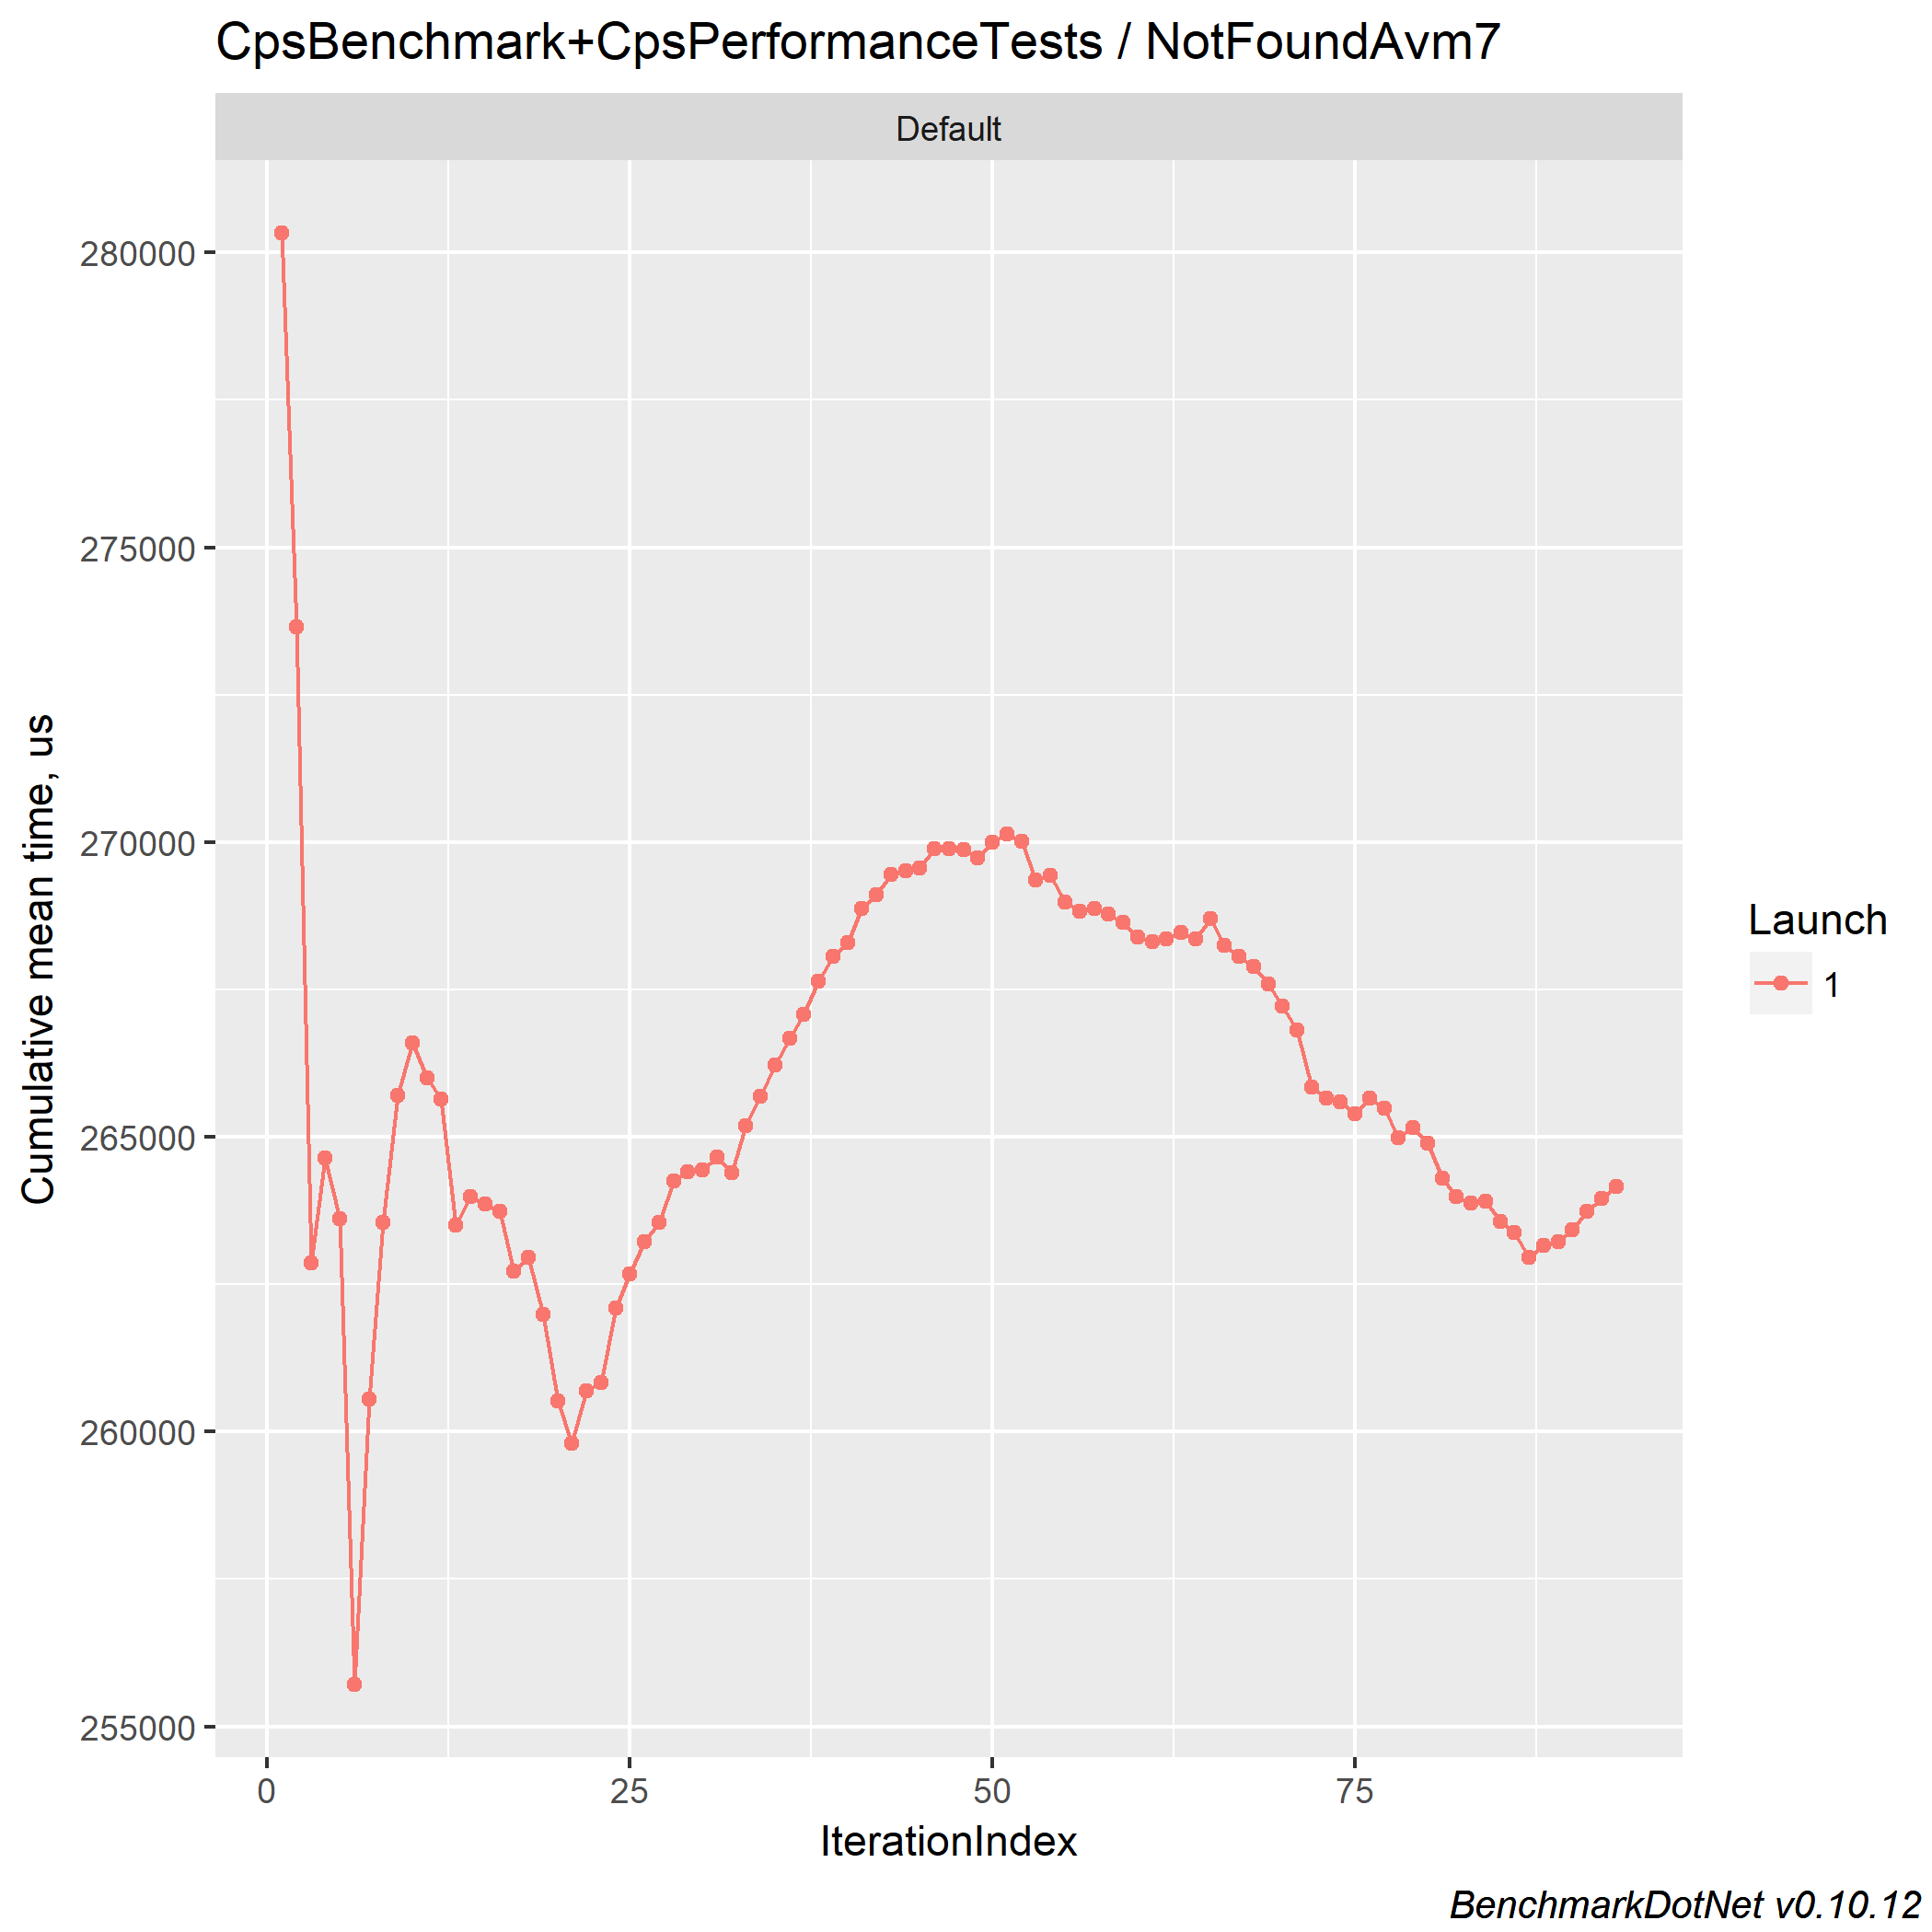 CpsBenchmark+CpsPerformanceTests / NotFoundAvm7
Default
Cumulative mean time, us
280000
275000
270000
265000
260000
255000
0 25 50 75
IterationIndex
Launch
1
BenchmarkDotNet v0.10.12